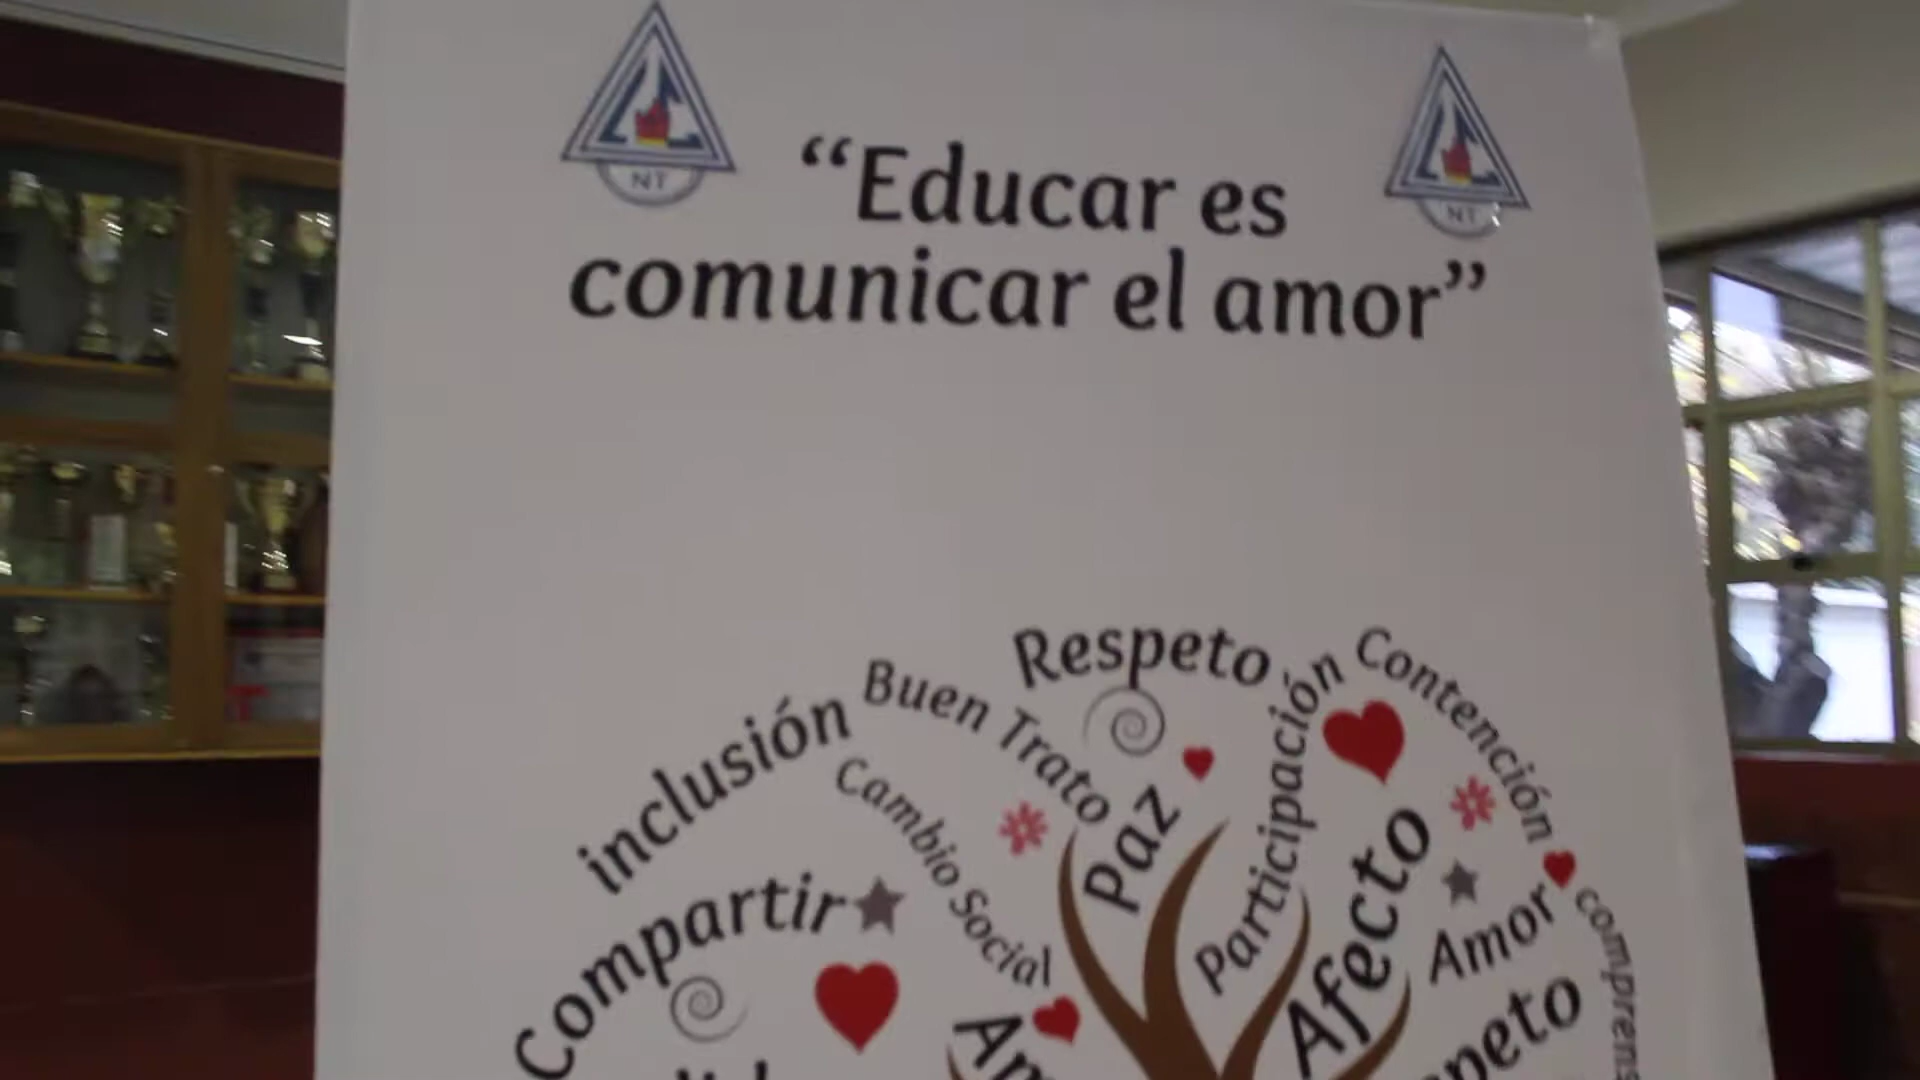 NT
NT
“Educar es
comunicar el amor”
Respeto
Contención
Buen Trato
Participación
inclusión
Cambio Social
Paz
Compartir
Afecto
Amor